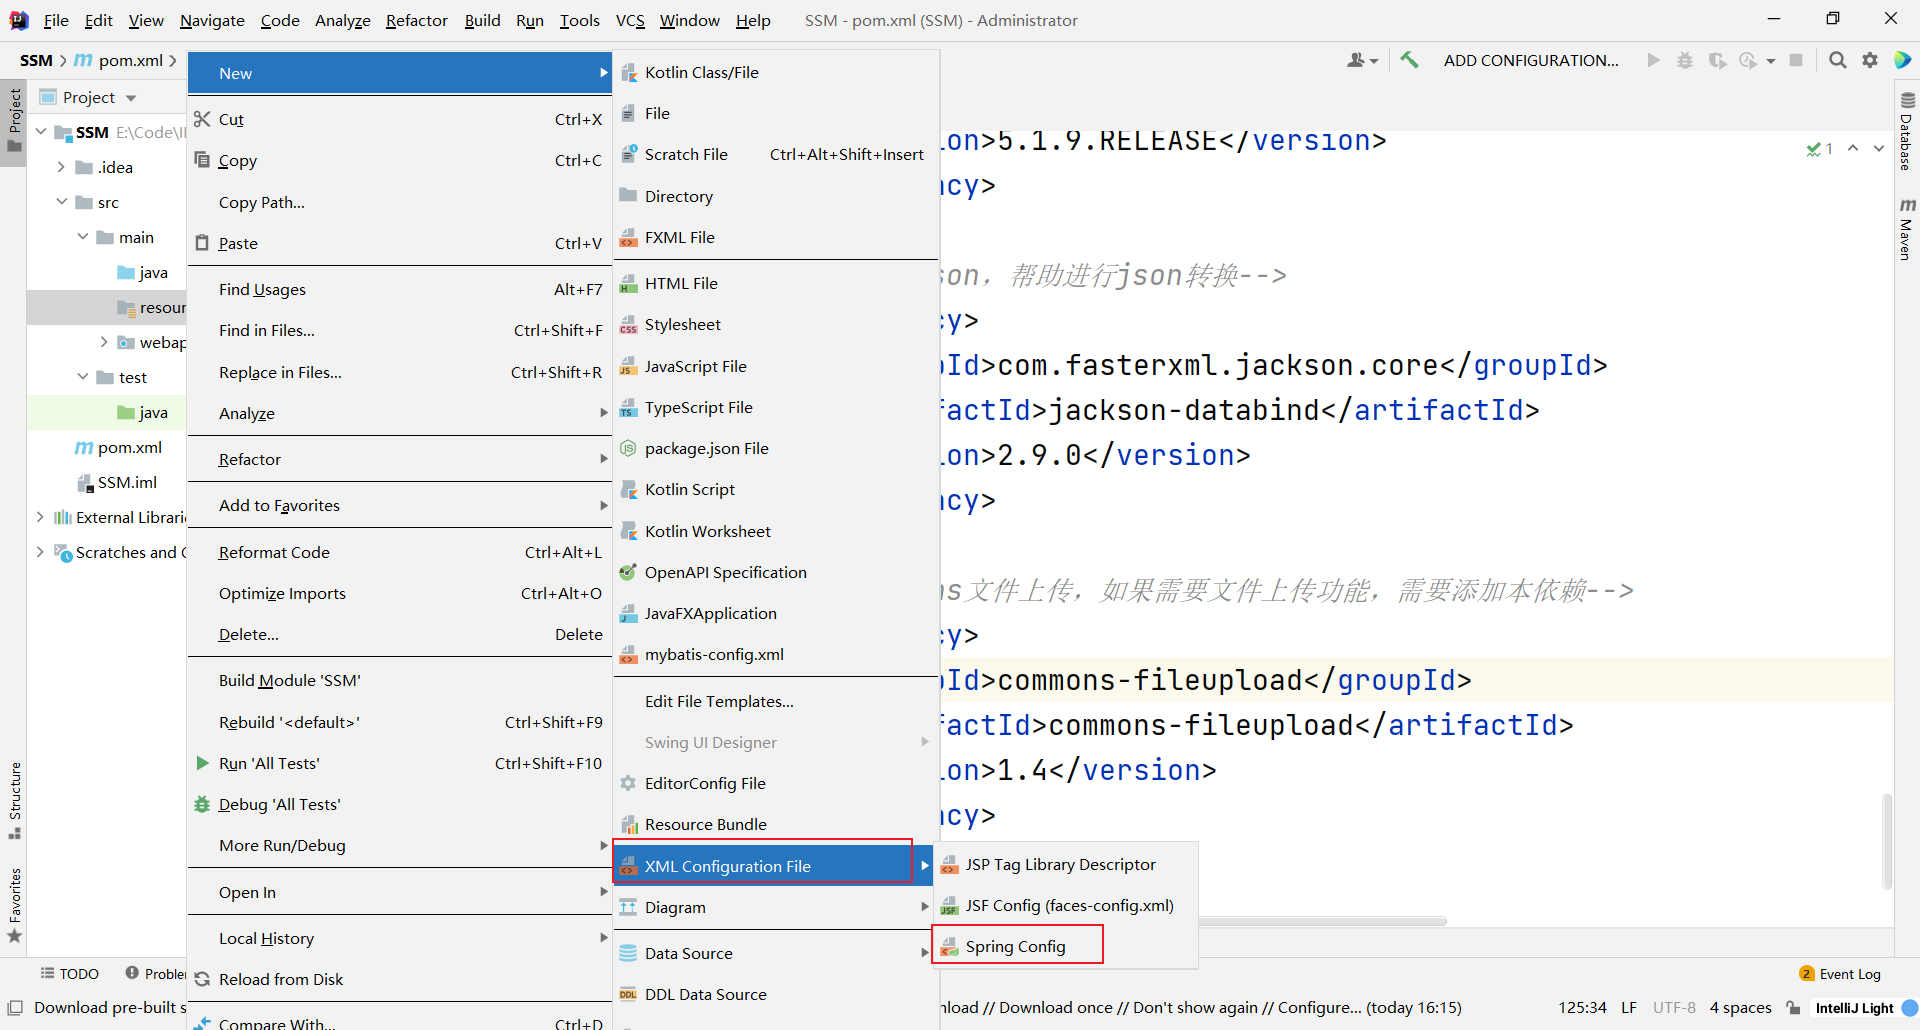 File Edit View Navigate Code Analyze Refactor Build Run Tools VCS Window Help SSM - pom.xml (SSM) - Administrator
SSM pom.xml
ADD CONFIGURATION...
Project
Project
SSM E:\Code\I
.idea
src
main
java
resour
webap
test
java
pom.xml
SSM.iml
External Librari
Scratches and
Structure
Favorites
New
Cut Ctrl+X
Copy Ctrl+C
Copy Path...
Paste Ctrl+V
Find Usages Alt+F7
Find in Files... Ctrl+Shift+F
Replace in Files... Ctrl+Shift+R
Analyze
Refactor
Add to Favorites
Reformat Code Ctrl+Alt+L
Optimize Imports Ctrl+Alt+O
Delete... Delete
Build Module 'SSM'
Rebuild '<default>' Ctrl+Shift+F9
Run 'All Tests' Ctrl+Shift+F10
Debug 'All Tests'
More Run/Debug
Open In
Local History
Reload from Disk
Compare With... Ctrl+D
Kotlin Class/File
File
Scratch File Ctrl+Alt+Shift+Insert
Directory
FXML File
HTML File
Stylesheet
JavaScript File
TypeScript File
package.json File
Kotlin Script
Kotlin Worksheet
OpenAPI Specification
JavaFXApplication
mybatis-config.xml
Edit File Templates...
Swing UI Designer
EditorConfig File
Resource Bundle
XML Configuration File
Diagram
Data Source
DDL Data Source
JSP Tag Library Descriptor
JSF Config (faces-config.xml)
Spring Config
on>5.1.9.RELEASE</version>
cy>
son，帮助进行json转换-->
cy>
pId>com.fasterxml.jackson.core</groupId>
factId>jackson-databind</artifactId>
on>2.9.0</version>
cy>
ns文件上传，如果需要文件上传功能，需要添加本依赖-->
cy>
pId>commons-fileupload</groupId>
factId>commons-fileupload</artifactId>
on>1.4</version>
cy>
1
Database
Maven
TODO Problem
2 Event Log
Download pre-built s
nload // Download once // Don't show again // Configure... (today 16:15)
125:34 LF UTF-8 4 spaces IntelliJ Light